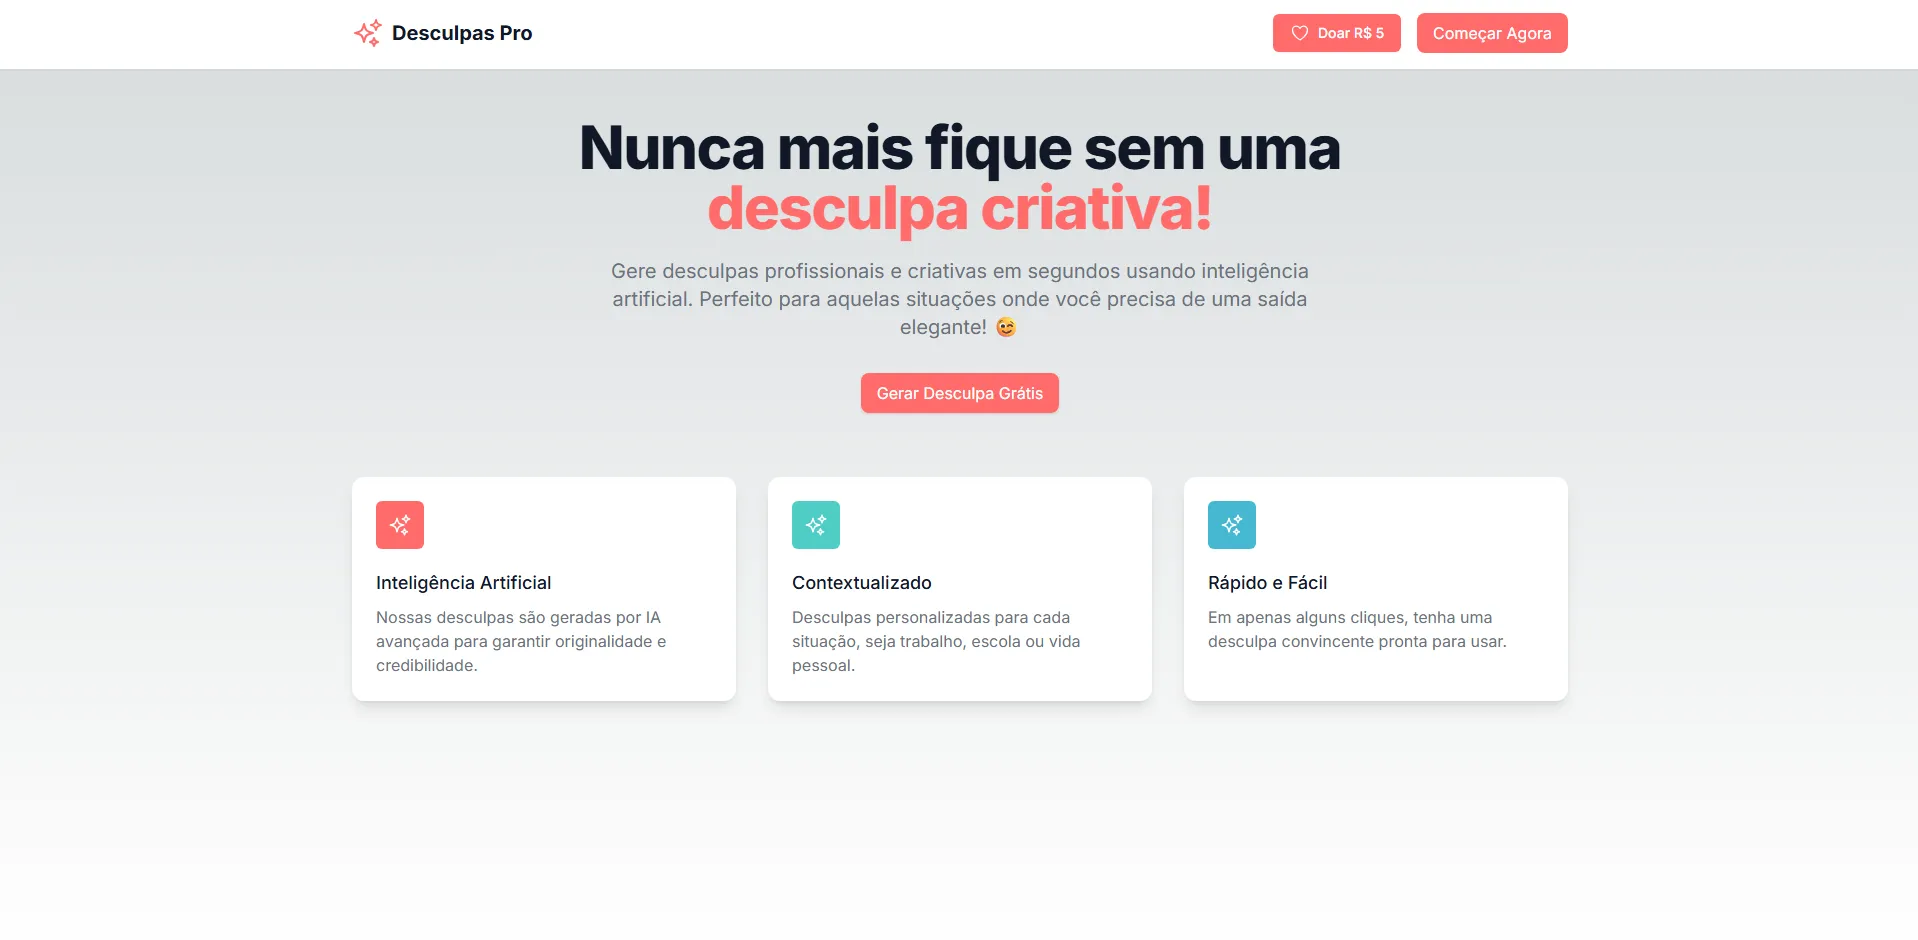 Desculpas Pro
Doar R$ 5
Começar Agora
Nunca mais fique sem uma
desculpa criativa!
Gere desculpas profissionais e criativas em segundos usando inteligência
artificial. Perfeito para aquelas situações onde você precisa de uma saída
elegante! 😉
Gerar Desculpa Grátis
Inteligência Artificial
Nossas desculpas são geradas por IA
avançada para garantir originalidade e
credibilidade.
Contextualizado
Desculpas personalizadas para cada
situação, seja trabalho, escola ou vida
pessoal.
Rápido e Fácil
Em apenas alguns cliques, tenha uma
desculpa convincente pronta para usar.